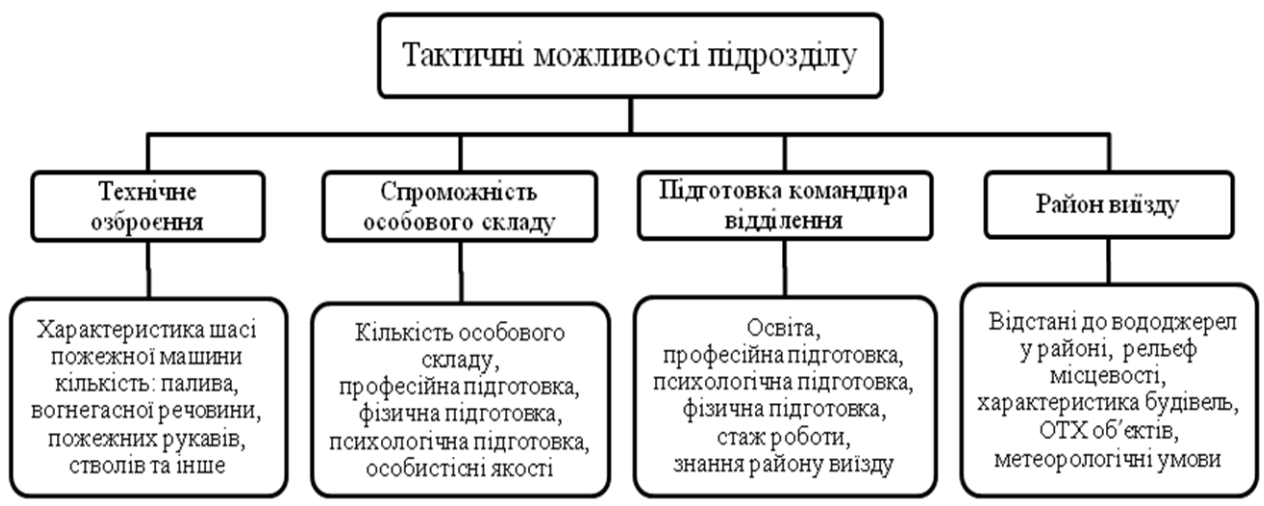 Тактичні можливості підрозділу
Технічне
озброєння
Спроможність
особового складу
Підготовка командира
відділення
Район виїзду
Характеристика шасі
пожежної машини
кількість: палива,
вогнегасної речовини,
пожежних рукавів,
стволів та інше
Кількість особового
складу,
професійна підготовка,
фізична підготовка,
психологічна підготовка,
особистісні якості
Освіта,
професійна підготовка,
психологічна підготовка,
фізична підготовка,
стаж роботи,
знання району виїзду
Відстані до вододжерел
у районі, рельєф
місцевості,
характеристика будівель,
ОТХ об'єктів,
метеорологічні умови